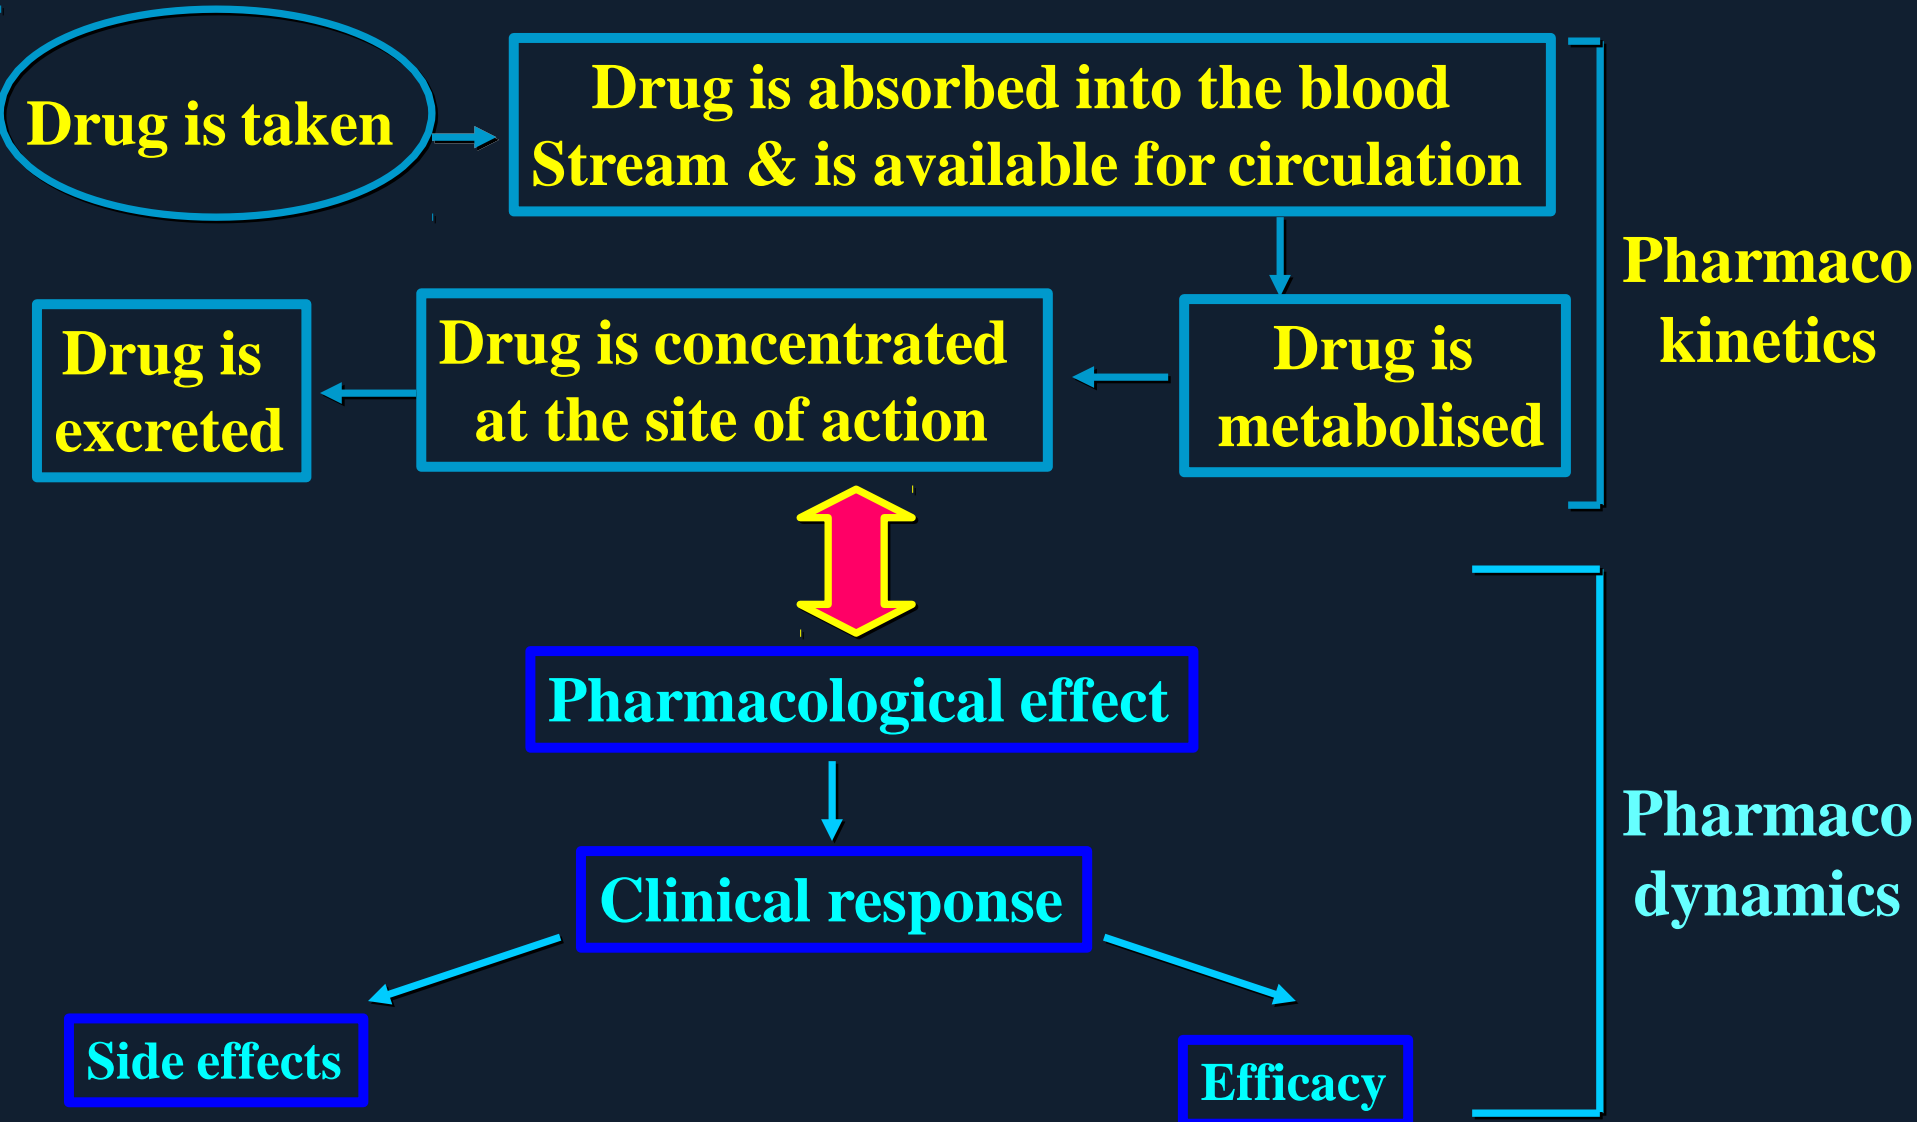 Drug is taken
Drug is absorbed into the blood
Stream & is available for circulation
Pharmaco
kinetics
Drug is
excreted
Drug is concentrated
at the site of action
Drug is
metabolised
Pharmacological effect
Clinical response
Pharmaco
dynamics
Side effects
Efficacy